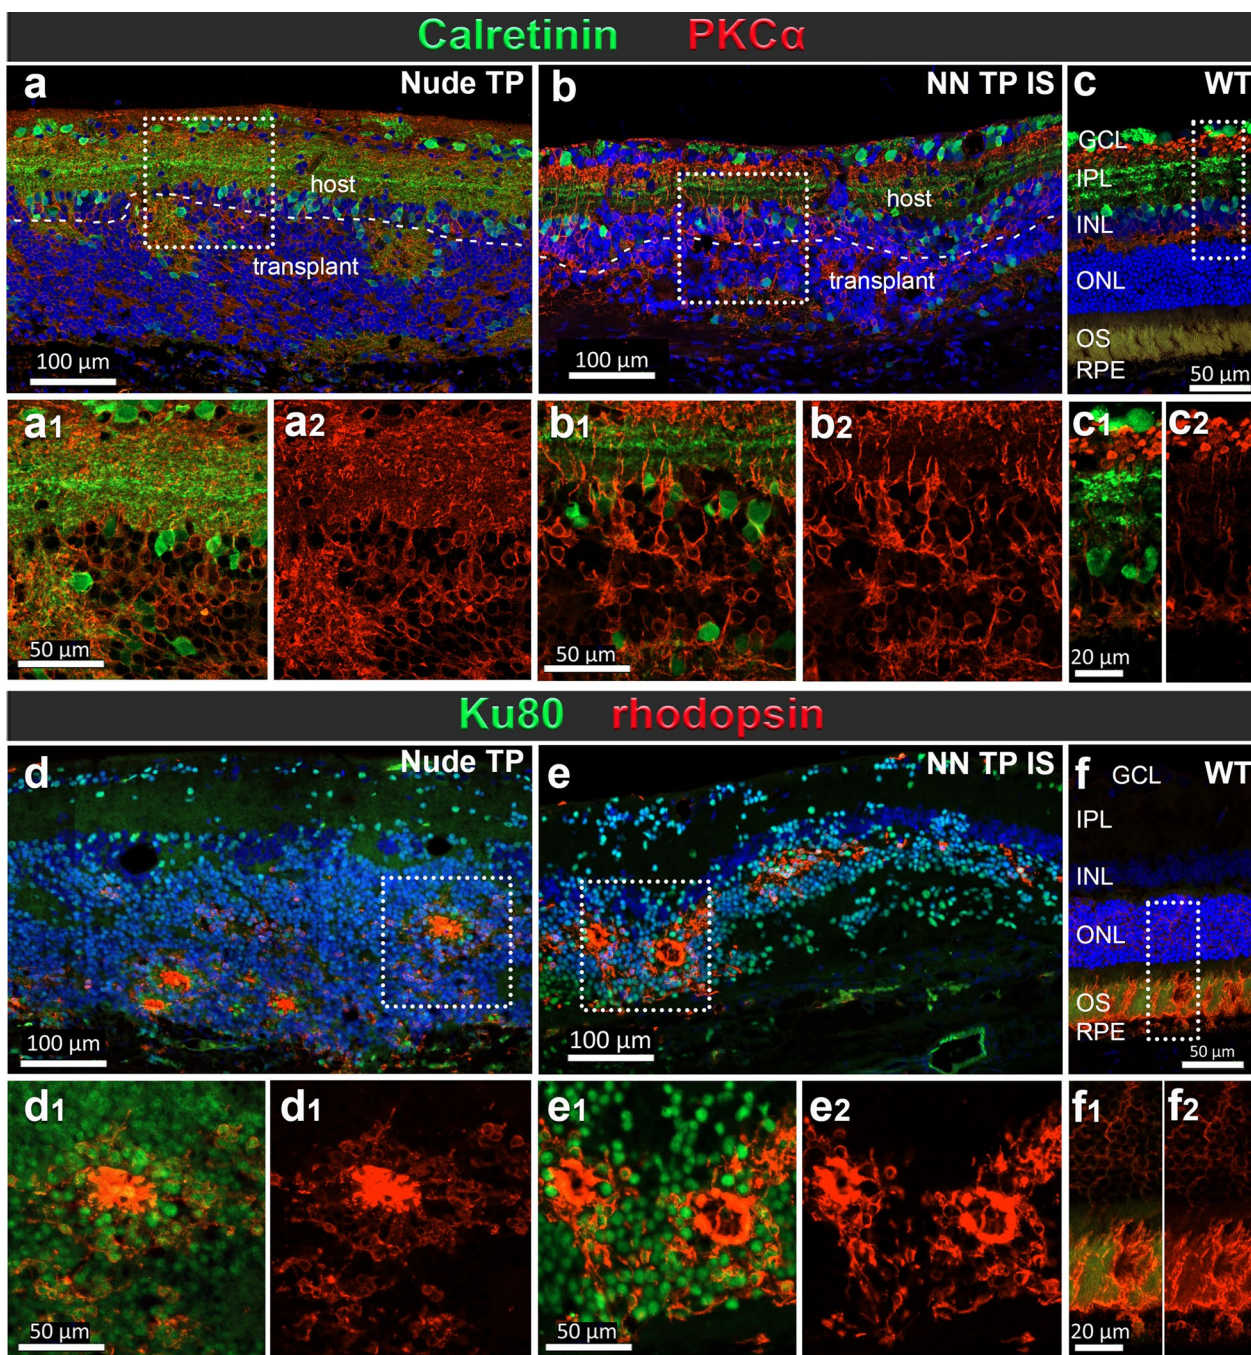 Calretinin PKCα
a Nude TP
host
transplant
100 µm
b NN TP IS
host
transplant
100 µm
c WT
GCL
IPL
INL
ONL
OS
RPE
50 µm
a1
50 µm
a2
b1
50 µm
b2
c1
20 µm
c2
Ku80 rhodopsin
d Nude TP
100 µm
e NN TP IS
100 µm
f GCL WT
IPL
INL
ONL
OS
RPE
50 µm
d1
50 µm
d1
e1
50 µm
e2
f1
20 µm
f2